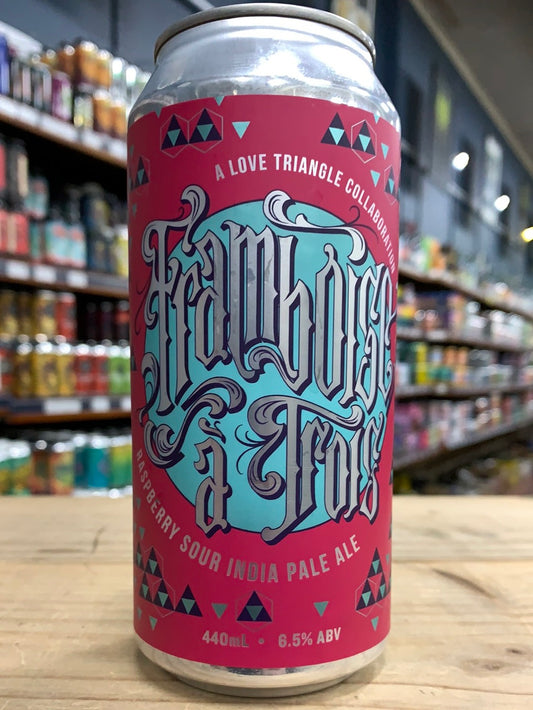 A LOVE TRIANGLE COLLABORATION
Framboise
à Trois
RASPBERRY SOUR INDIA PALE ALE
440mL • 6.5% ABV